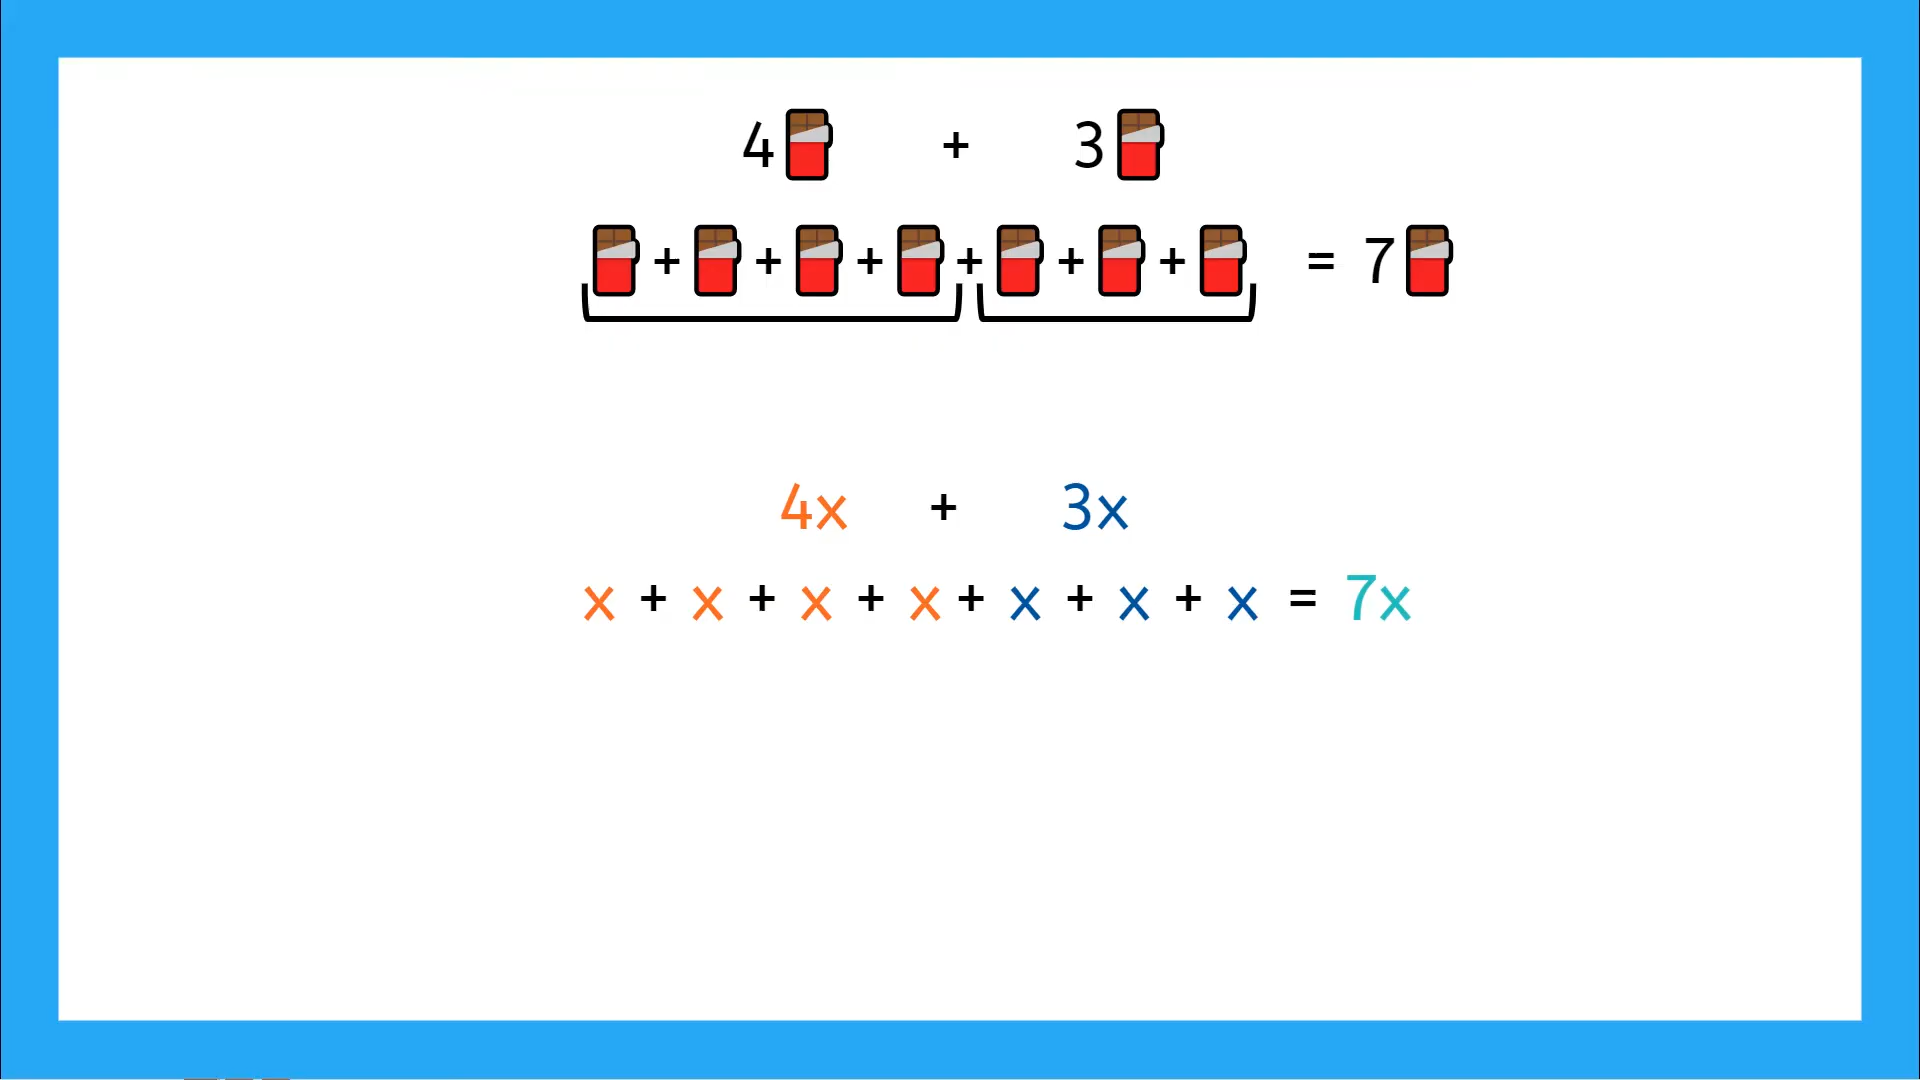 4🍫 + 3🍫
🍫 + 🍫 + 🍫 + 🍫 + 🍫 + 🍫 + 🍫 = 7🍫
4x + 3x
x + x + x + x + x + x + x = 7x